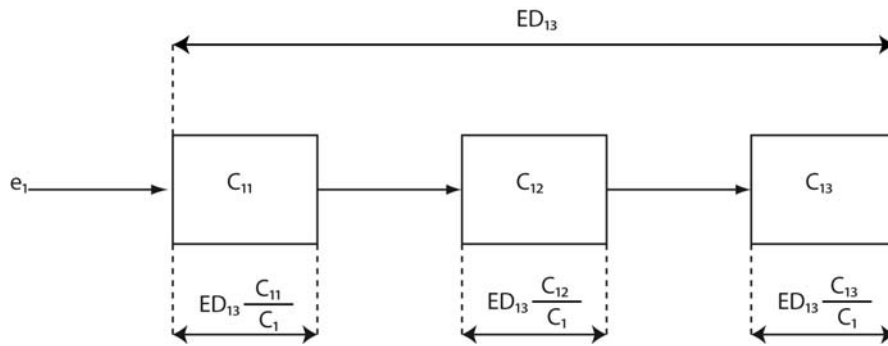 ED₁₃
e₁ C₁₁ C₁₂ C₁₃
ED₁₃ C₁₁/C₁ ED₁₃ C₁₂/C₁ ED₁₃ C₁₃/C₁